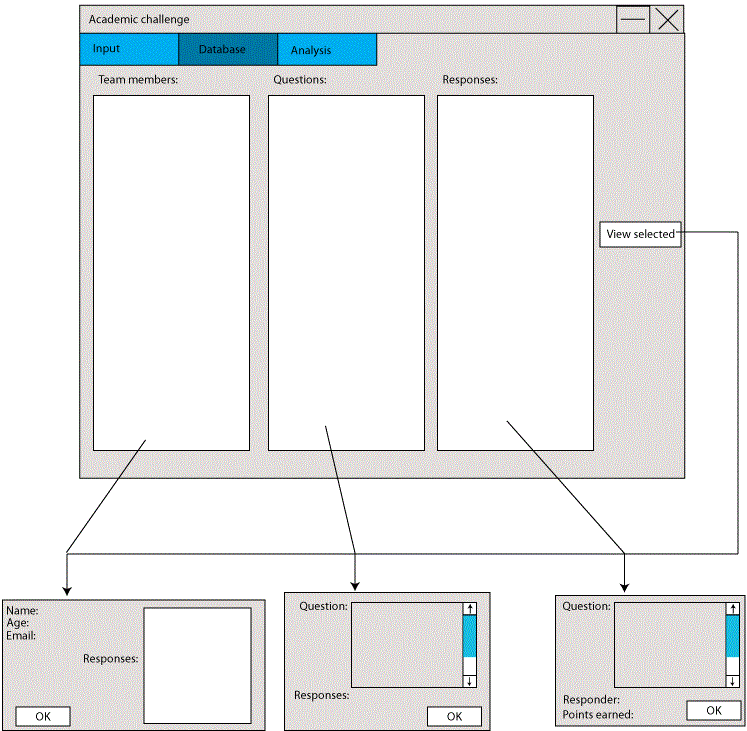 Academic challenge
Input Database Analysis
Team members: Questions: Responses:
View selected
Name:
Age:
Email:
Responses:
OK
Question:
Responses:
OK
Question:
Responder:
Points earned:
OK